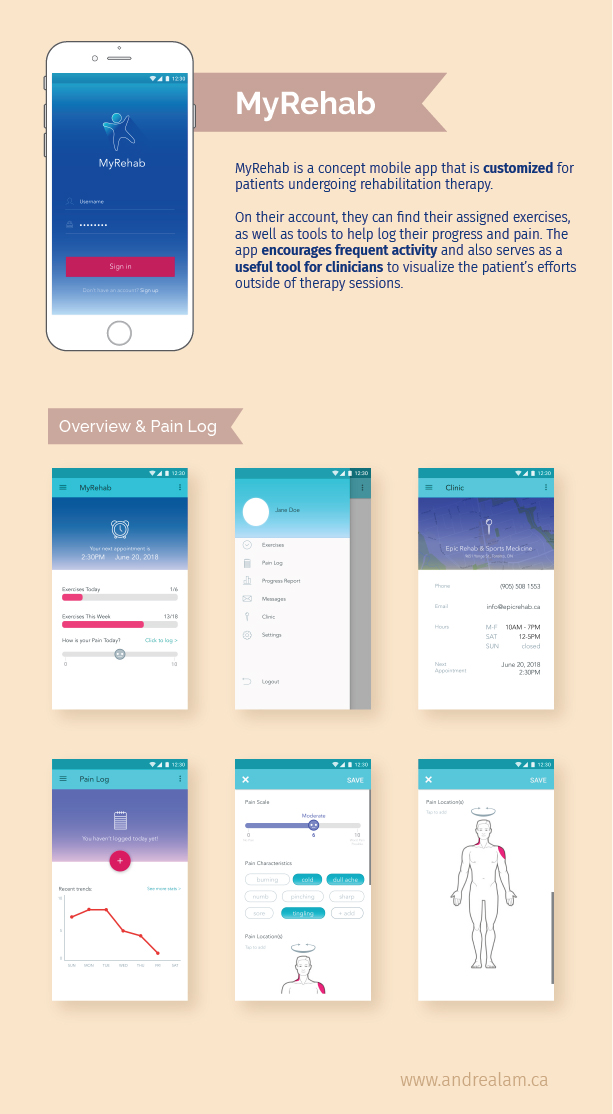 12:30
MyRehab
Username
Sign in
Don't have an account? Sign up
MyRehab
MyRehab is a concept mobile app that is customized for
patients undergoing rehabilitation therapy.
On their account, they can find their assigned exercises,
as well as tools to help log their progress and pain. The
app encourages frequent activity and also serves as a
useful tool for clinicians to visualize the patient's efforts
outside of therapy sessions.
Overview & Pain Log
12:30
MyRehab
Your next appointment is
2:30PM June 20, 2018
Exercises Today 1/6
Exercises This Week 13/18
How is your Pain Today? Click to log >
0 10
12:30
Jane Doe
Exercises
Pain Log
Progress Report
Messages
Clinic
Settings
Logout
12:30
Clinic
Epic Rehab & Sports Medicine
Phone (905) 508 1553
Email info@epicrehab.ca
Hours M-F 10AM - 7PM
SAT 12-5PM
SUN closed
Next June 20, 2018
Appointment 2:30PM
12:30
Pain Log
You haven't logged today yet!
+
Recent trends: See more stats >
10
5
0
SUN MON TUE WED THU FRI SAT
12:30
SAVE
Pain Scale
Moderate
0 6 10
Pain Characteristics
burning cold dull ache
numb pinching sharp
sore tingling + add
Pain Location(s)
Tap to add
12:30
SAVE
Pain Location(s)
Tap to add
www.andrealam.ca